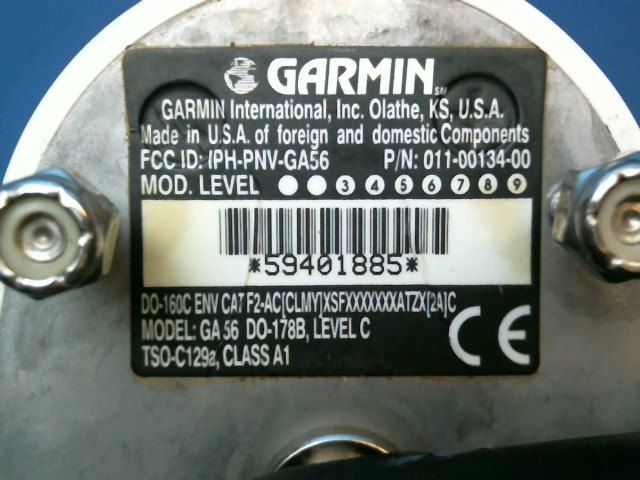 GARMIN SM
GARMIN International, Inc. Olathe, KS, U.S.A.
Made in U.S.A. of foreign and domestic Components
FCC ID: IPH-PNV-GA56 P/N: 011-00134-00
MOD. LEVEL 3 4 5 6 7 8 9
*59401885*
DO-160C ENV CAT F2-AC[CLMY]XSFXXXXXXXATZX[2A]C
MODEL: GA 56 DO-178B, LEVEL C
TSO-C129a, CLASS A1
CE